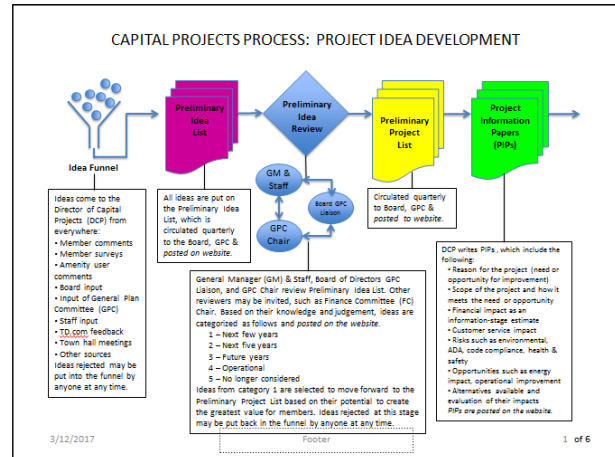 CAPITAL PROJECTS PROCESS: PROJECT IDEA DEVELOPMENT
Idea Funnel
Preliminary
Idea
List
Preliminary
Idea
Review
Preliminary
Project
List
Project
Information
Papers
(PIPs)
GM &
Staff
Board GPC
Liaison
GPC
Chair
Ideas come to the
Director of Capital
Projects (DCP) from
everywhere:
• Member comments
• Member surveys
• Amenity user
comments
• Board input
• Input of General Plan
Committee (GPC)
• Staff input
• TD.com feedback
• Town hall meetings
• Other sources
Ideas rejected may be
put into the funnel by
anyone at any time.
All ideas are put on
the Preliminary Idea
List, which is
circulated quarterly
to the Board, GPC &
posted on website.
General Manager (GM) & Staff, Board of Directors GPC
Liaison, and GPC Chair review Preliminary Idea List. Other
reviewers may be invited, such as Finance Committee (FC)
Chair. Based on their knowledge and judgement, ideas are
categorized as follows and posted on the website.
1 – Next few years
2 – Next five years
3 – Future years
4 – Operational
5 – No longer considered
Ideas from category 1 are selected to move forward to the
Preliminary Project List based on their potential to create
the greatest value for members. Ideas rejected at this stage
may be put back in the funnel by anyone at any time.
Circulated quarterly
to Board, GPC &
posted to website.
DCP writes PIPs, which include the
following:
• Reason for the project (need or
opportunity for improvement)
• Scope of the project and how it
meets the need or opportunity
• Financial impact as an
information-stage estimate
• Customer service impact
• Risks such as environmental,
ADA, code compliance, health &
safety
• Opportunities such as energy
impact, operational improvement
• Alternatives available and
evaluation of their impacts
PIPs are posted on the website.
3/12/2017
Footer
1 of 6